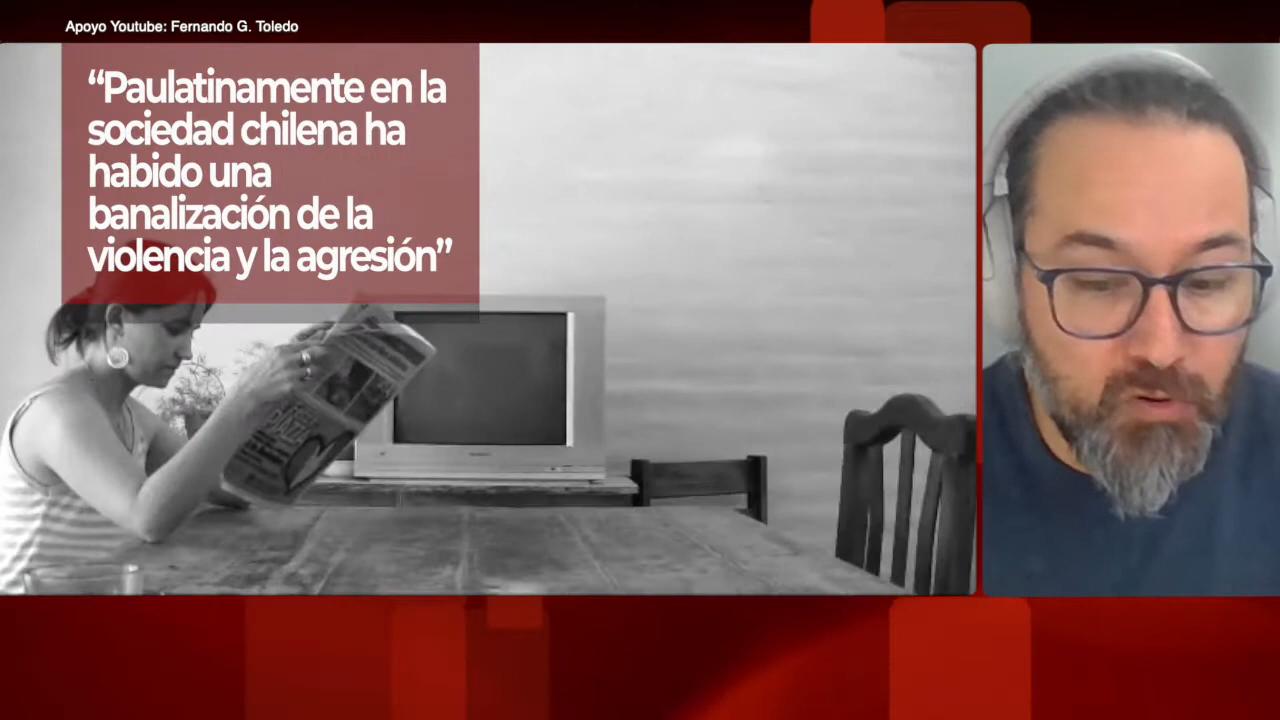 Apoyo Youtube: Fernando G. Toledo
“Paulatinamente en la
sociedad chilena ha
habido una
banalización de la
violencia y la agresión”